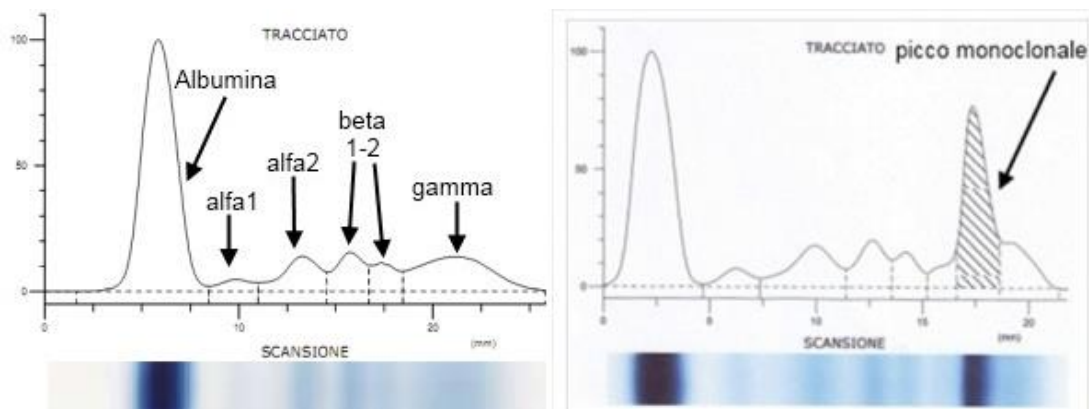 TRACCIATO
100
50
0
Albumina
alfa1
alfa2
beta
1-2
gamma
0
10
20
(mm)
SCANSIONE
TRACCIATO
picco monoclonale
100
50
0
0
5
10
15
20
(mm)
SCANSIONE